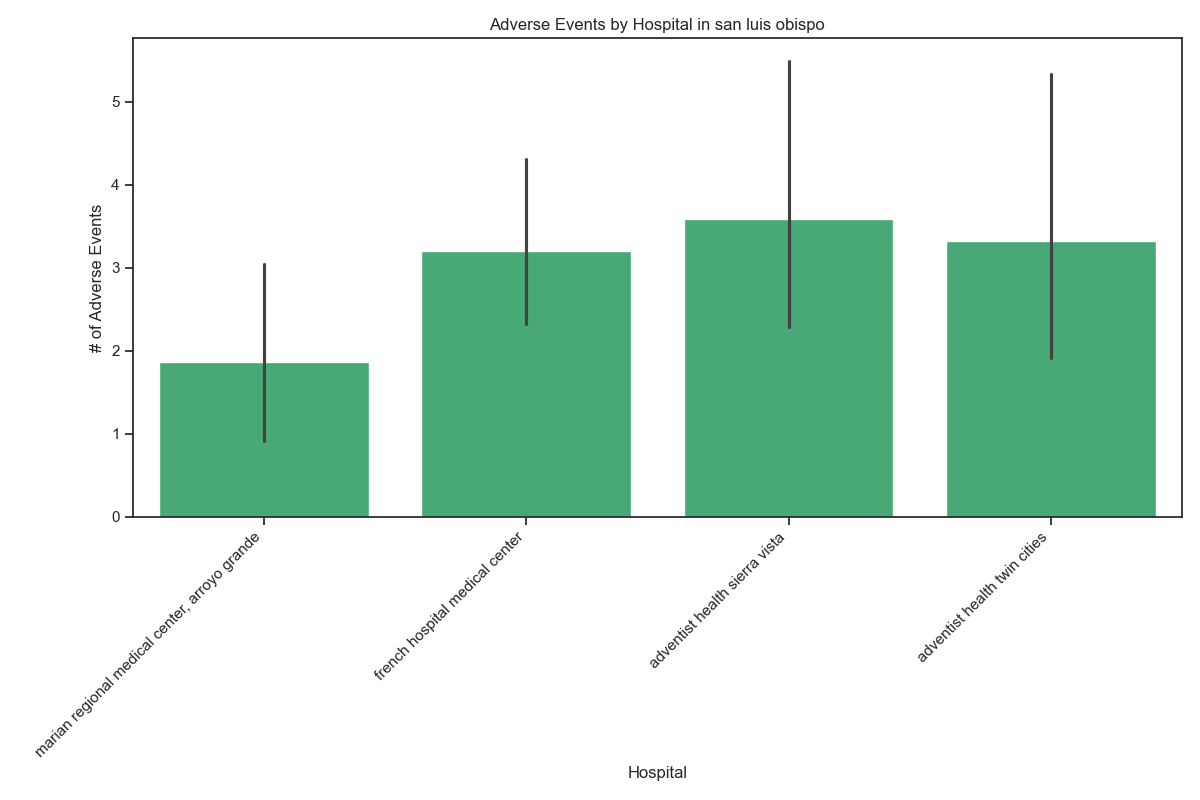 Adverse Events by Hospital in san luis obispo
# of Adverse Events
5
4
3
2
1
0
marian regional medical center, arroyo grande
french hospital medical center
adventist health sierra vista
adventist health twin cities
Hospital